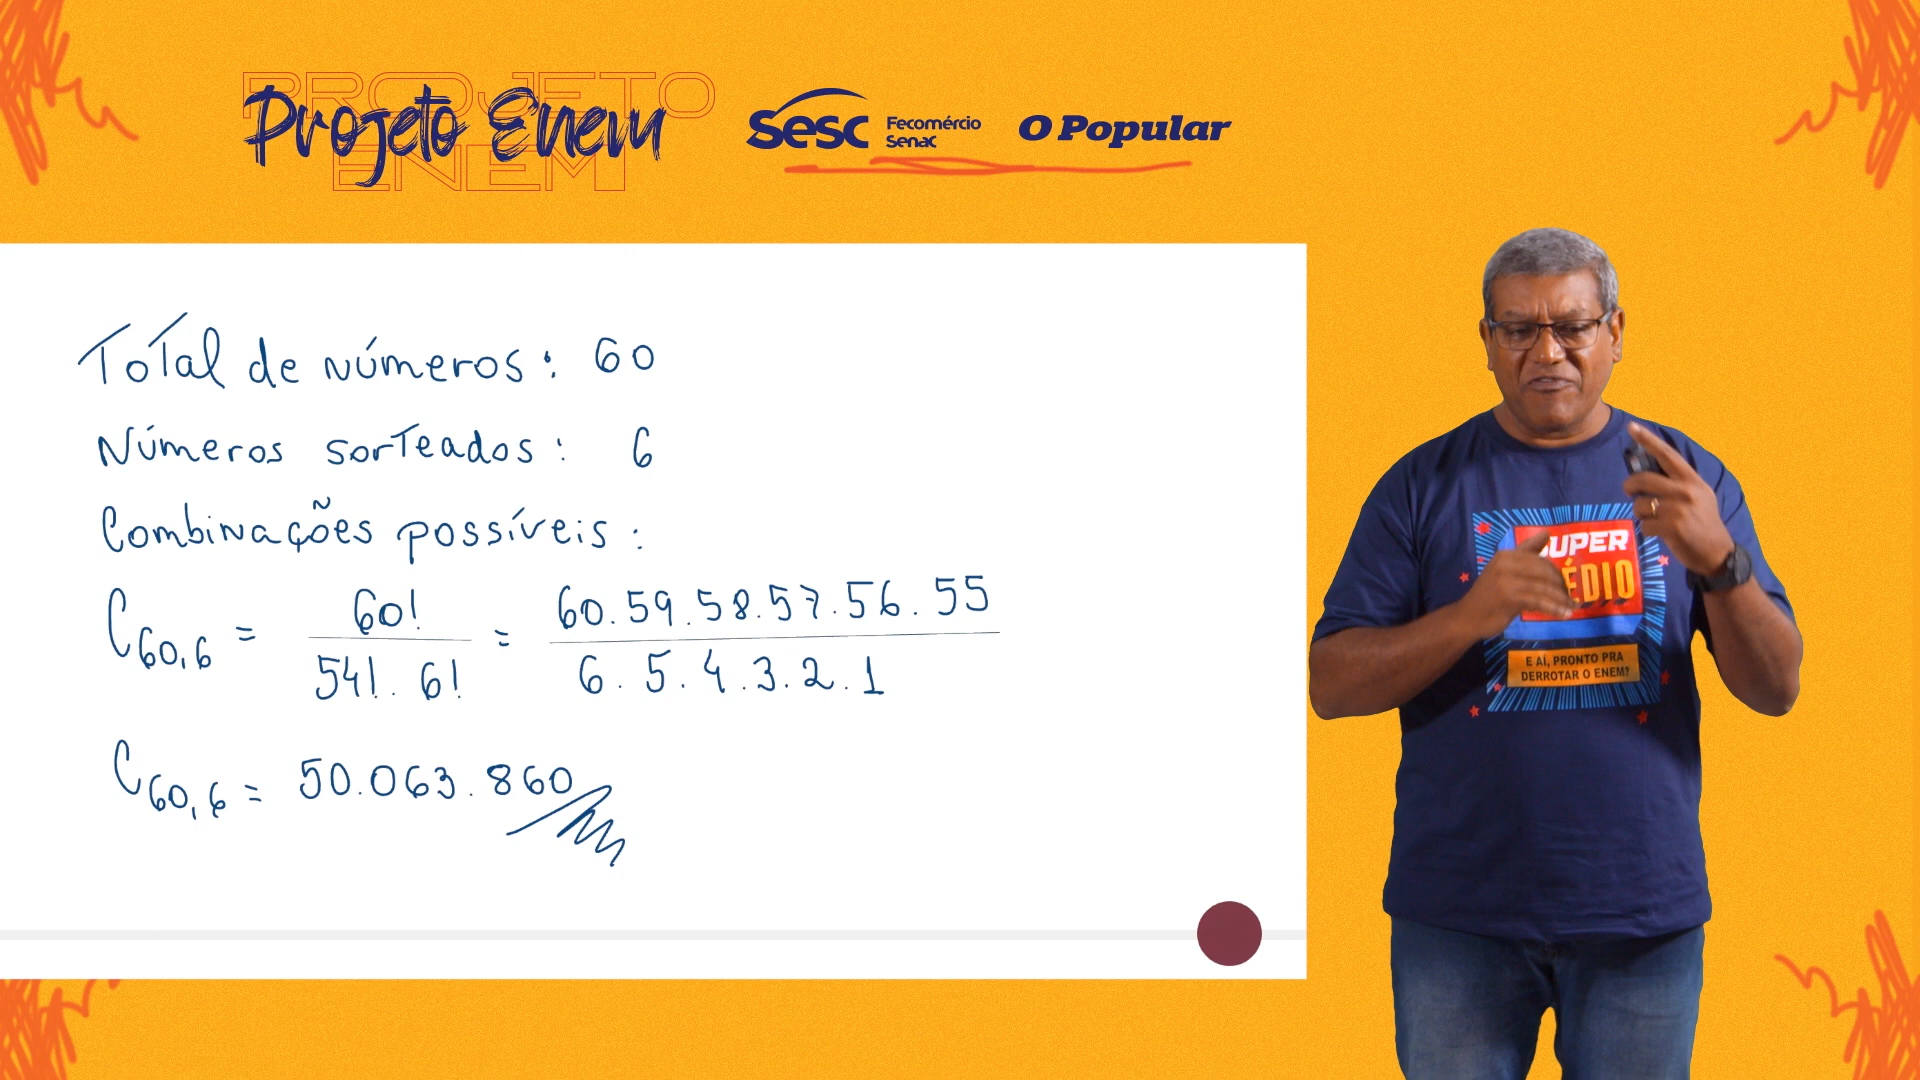 PROJETO
Projeto Enem
ENEM
Sesc
Fecomércio
Senac
O Popular
Total de números: 60
Números sorteados: 6
Combinações possíveis:
C60,6 = 60! / 54!.6! = 60.59.58.57.56.55 / 6.5.4.3.2.1
C60,6 = 50.063.860
SUPER
ÉDIO
E AÍ, PRONTO PRA
DERROTAR O ENEM?